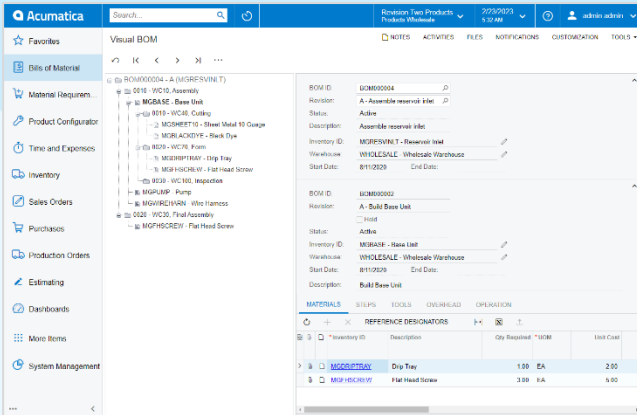 Acumatica
Search...
Revision Two Products
Products Wholesale
2/23/2023
5:32 AM
admin admin
Favorites
Bills of Material
Material Requirem...
Product Configurator
Time and Expenses
Inventory
Sales Orders
Purchases
Production Orders
Estimating
Dashboards
More Items
System Management
Visual BOM
NOTES ACTIVITIES FILES NOTIFICATIONS CUSTOMIZATION TOOLS
BOM000004 - A (MGRESVINLT)
0010 - WC10, Assembly
MGBASE - Base Unit
0010 - WC40, Cutting
MGSHEET10 - Sheet Metal 10 Guage
MGBLACKDYE - Black Dye
0020 - WC70, Form
MGDRIPTRAY - Drip Tray
MGFHSCREW - Flat Head Screw
0030 - WC100, Inspection
MGPUMP - Pump
MGWIREHARN - Wire Harness
0020 - WC30, Final Assembly
MGFHSCREW - Flat Head Screw
BOM ID: BOM000004
Revision: A - Assemble reservoir inlet
Status: Active
Description: Assemble reservoir inlet
Inventory ID: MGRESVINLT - Reservoir Inlet
Warehouse: WHOLESALE - Wholesale Warehouse
Start Date: 8/11/2020 End Date:
BOM ID: BOM000002
Revision: A - Build Base Unit
Hold
Status: Active
Inventory ID: MGBASE - Base Unit
Warehouse: WHOLESALE - Wholesale Warehouse
Start Date: 8/11/2020 End Date:
Description: Build Base Unit
MATERIALS STEPS TOOLS OVERHEAD OPERATION
REFERENCE DESIGNATORS
*Inventory ID Description Qty Required *UOM Unit Cost
MGDRIPTRAY Drip Tray 1.00 EA 2.00
MGFHSCREW Flat Head Screw 3.00 EA 5.00